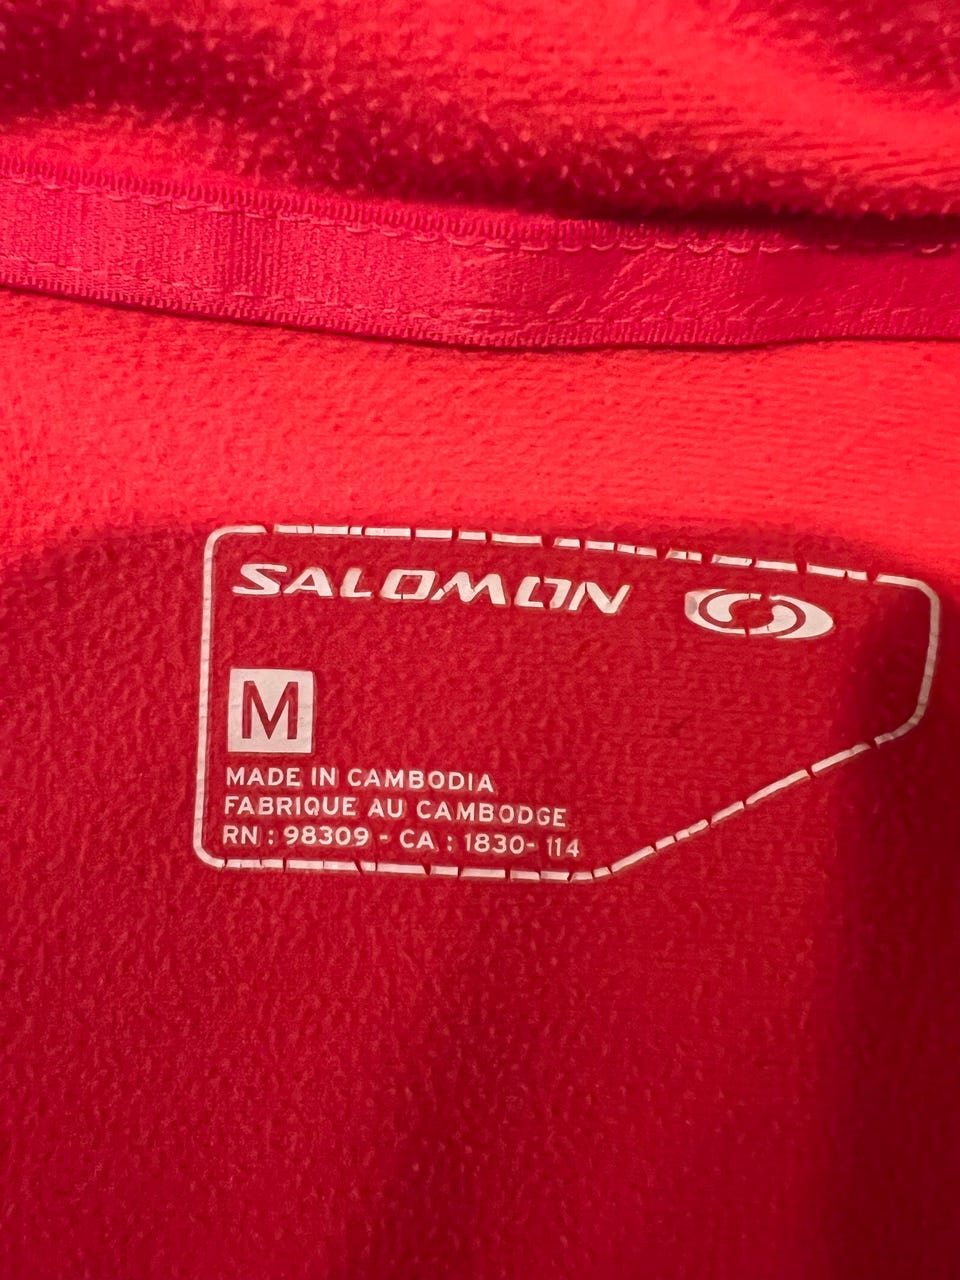 SALOMON
M
MADE IN CAMBODIA
FABRIQUE AU CAMBODGE
RN : 98309 - CA : 1830- 114